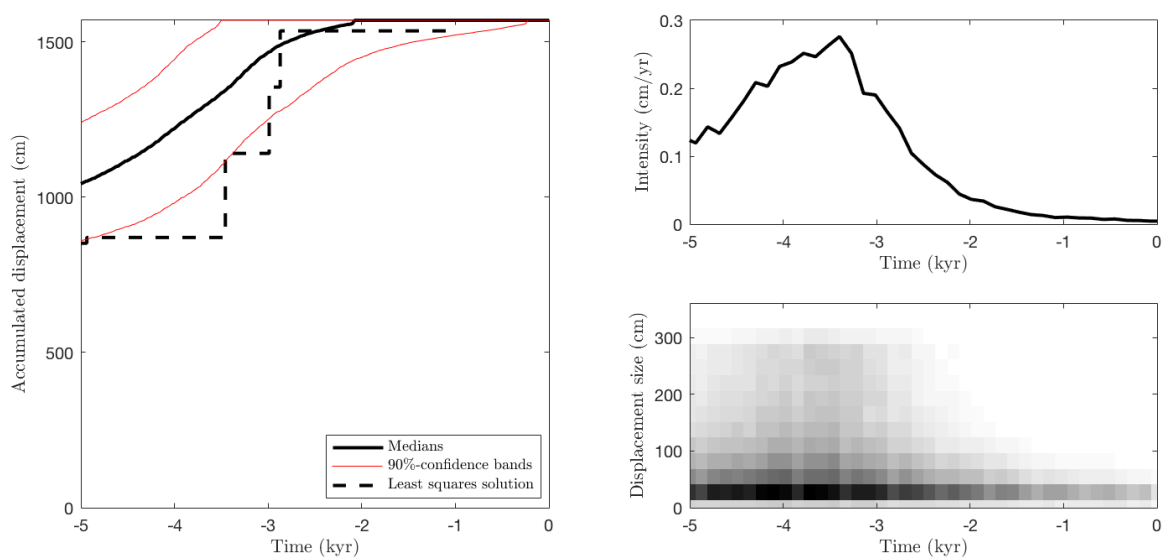 Accumulated displacement (cm)
1500
1000
500
0
-5 -4 -3 -2 -1 0
Time (kyr)
Medians
90%-confidence bands
Least squares solution
Intensity (cm/yr)
0.3
0.2
0.1
0
-5 -4 -3 -2 -1 0
Time (kyr)
Displacement size (cm)
300
200
100
0
-5 -4 -3 -2 -1 0
Time (kyr)